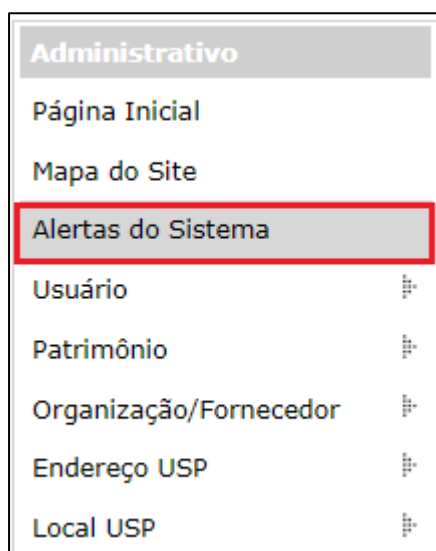 Administrativo
Página Inicial
Mapa do Site
Alertas do Sistema
Usuário
Patrimônio
Organização/Fornecedor
Endereço USP
Local USP